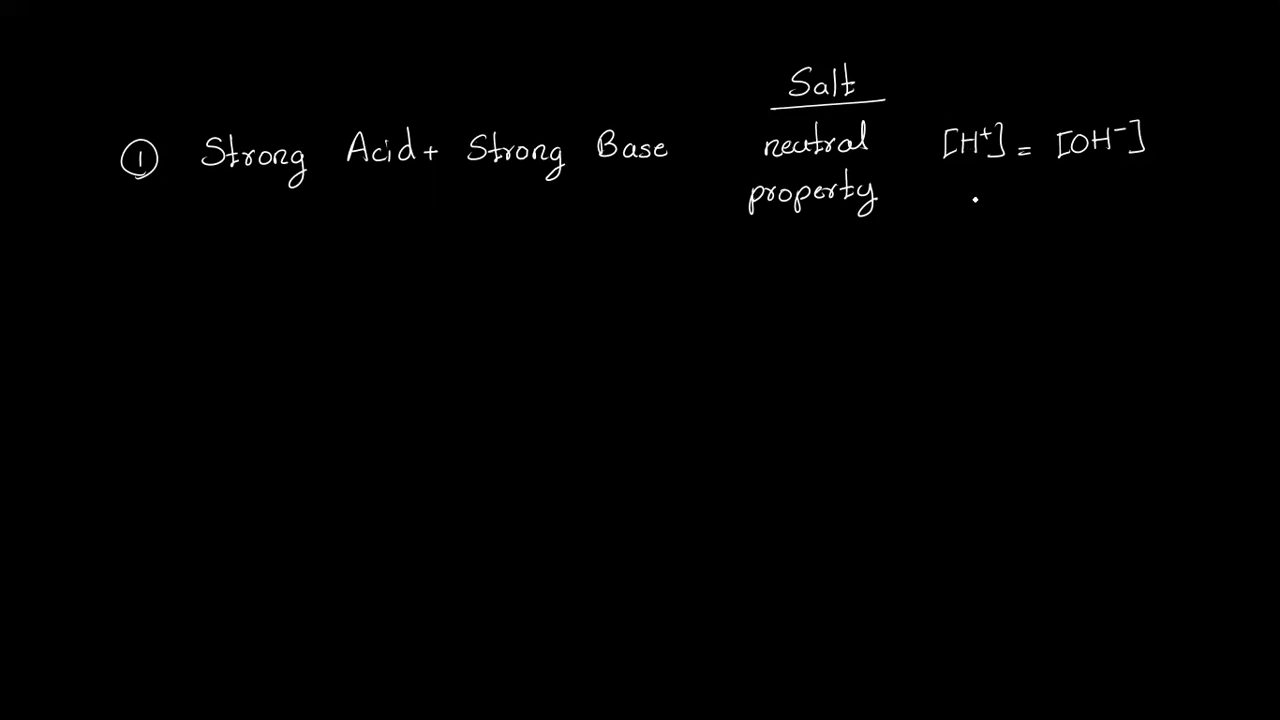 Salt
① Strong Acid + Strong Base neutral [H⁺] = [OH⁻]
property